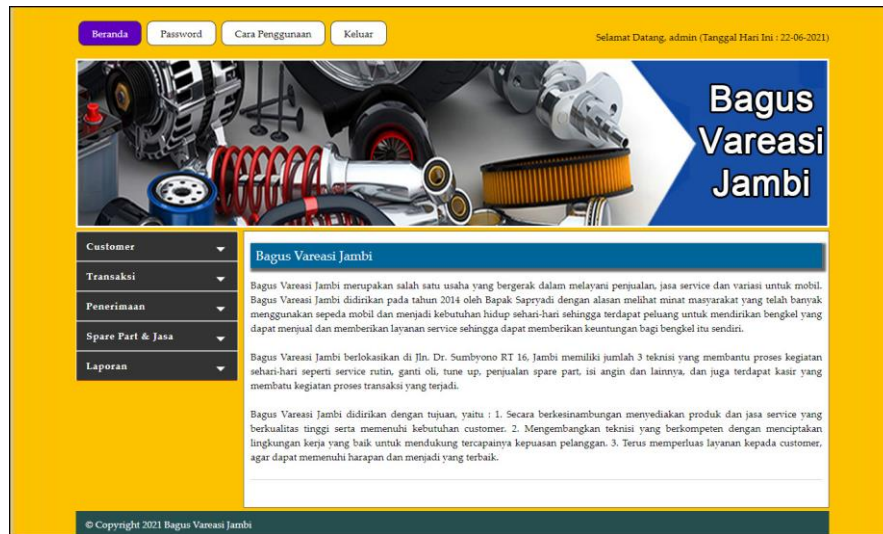 Beranda Password Cara Penggunaan Keluar
Selamat Datang, admin (Tanggal Hari Ini : 22-06-2021)
Bagus
Vareasi
Jambi
Customer
Transaksi
Penerimaan
Spare Part & Jasa
Laporan
Bagus Vareasi Jambi
Bagus Vareasi Jambi merupakan salah satu usaha yang bergerak dalam melayani penjualan, jasa service dan variasi untuk mobil.
Bagus Vareasi Jambi didirikan pada tahun 2014 oleh Bapak Sapryadi dengan alasan melihat minat masyarakat yang telah banyak
menggunakan sepeda mobil dan menjadi kebutuhan hidup sehari-hari sehingga terdapat peluang untuk mendirikan bengkel yang
dapat menjual dan memberikan layanan service sehingga dapat memberikan keuntungan bagi bengkel itu sendiri.
Bagus Vareasi Jambi berlokasikan di Jln. Dr. Sumbyono RT 16, Jambi memiliki jumlah 3 teknisi yang membantu proses kegiatan
sehari-hari seperti service rutin, ganti oli, tune up, penjualan spare part, isi angin dan lainnya, dan juga terdapat kasir yang
membatu kegiatan proses transaksi yang terjadi.
Bagus Vareasi Jambi didirikan dengan tujuan, yaitu : 1. Secara berkesinambungan menyediakan produk dan jasa service yang
berkualitas tinggi serta memenuhi kebutuhan customer. 2. Mengembangkan teknisi yang berkompeten dengan menciptakan
lingkungan kerja yang baik untuk mendukung tercapainya kepuasan pelanggan. 3. Terus memperluas layanan kepada customer,
agar dapat memenuhi harapan dan menjadi yang terbaik.
© Copyright 2021 Bagus Vareasi Jambi